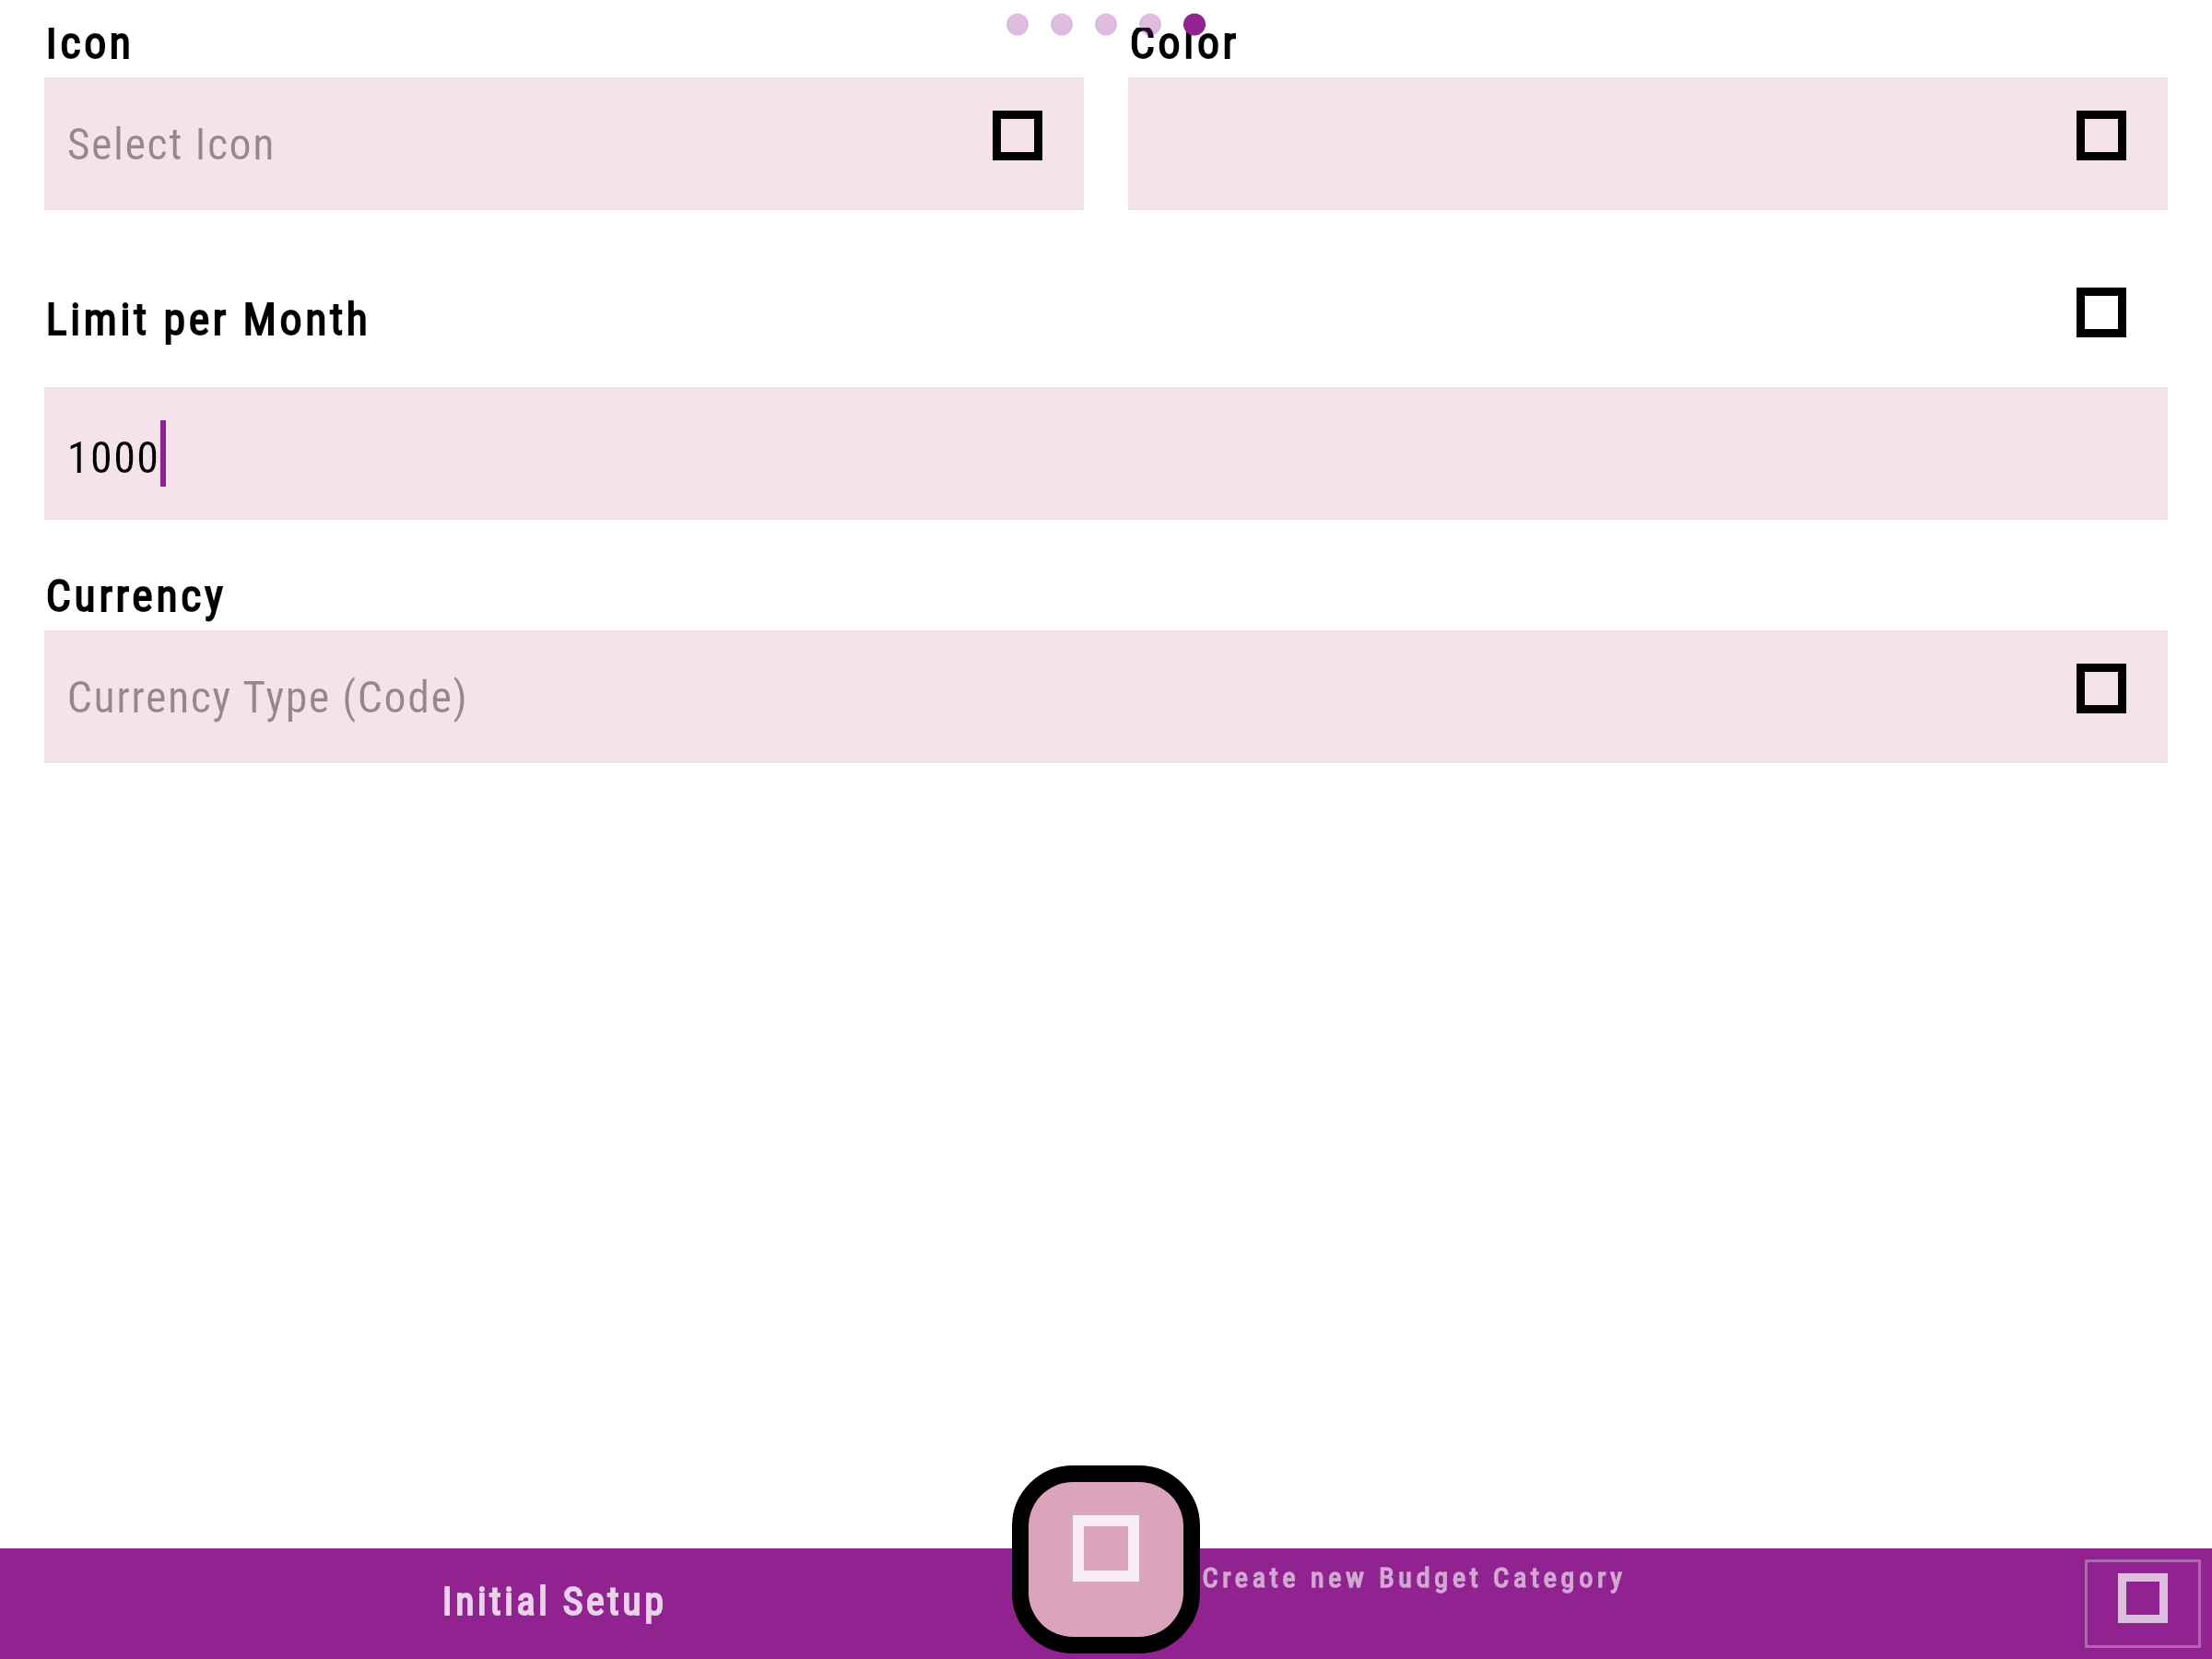 Icon
Color
Select Icon
Limit per Month
1000
Currency
Currency Type (Code)
Initial Setup
Create new Budget Category